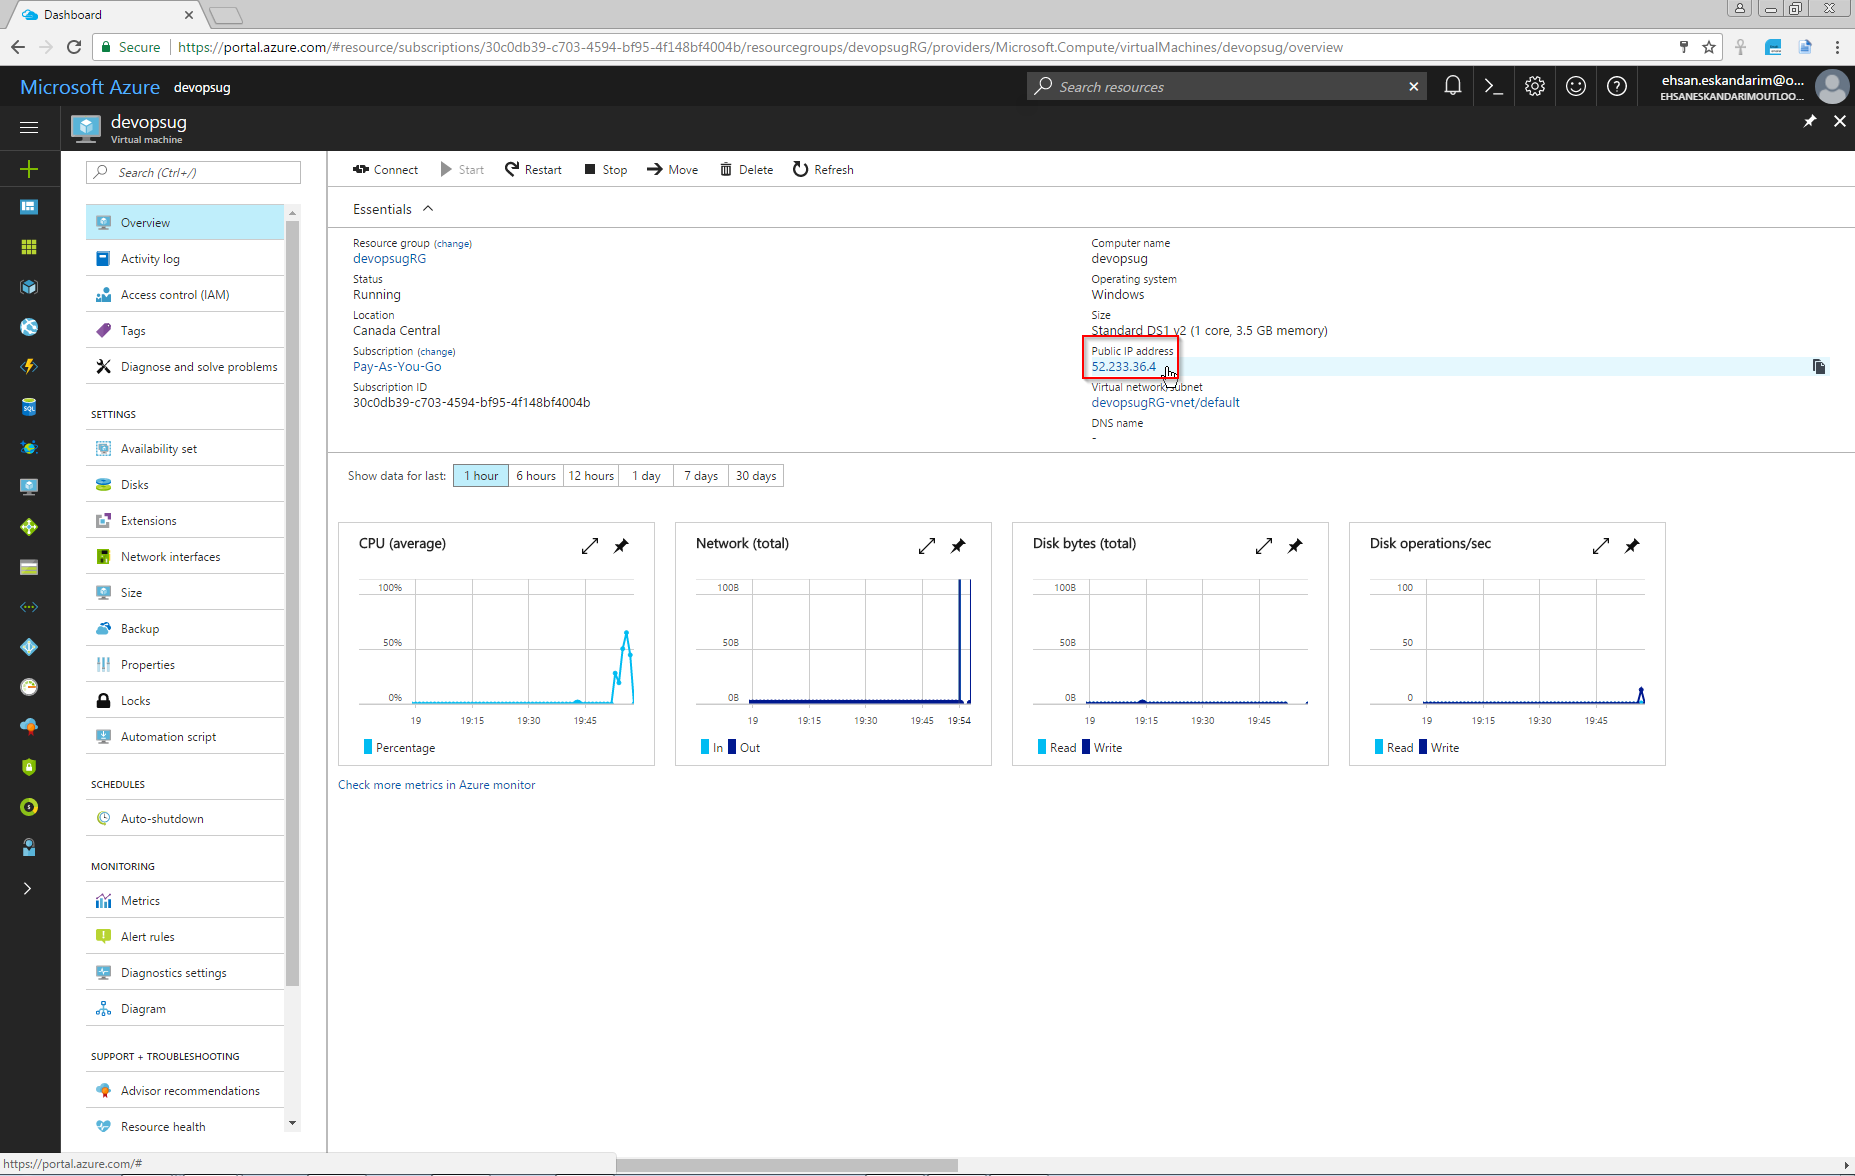 Dashboard
Secure https://portal.azure.com/#resource/subscriptions/30c0db39-c703-4594-bf95-4f148bf4004b/resourcegroups/devopsugRG/providers/Microsoft.Compute/virtualMachines/devopsug/overview
Microsoft Azure devopsug
Search resources
ehsan.eskandarim@o...
EHSANESKANDARIMOUTLOO...
devopsug
Virtual machine
Search (Ctrl+/)
Overview
Activity log
Access control (IAM)
Tags
Diagnose and solve problems
SETTINGS
Availability set
Disks
Extensions
Network interfaces
Size
Backup
Properties
Locks
Automation script
SCHEDULES
Auto-shutdown
MONITORING
Metrics
Alert rules
Diagnostics settings
Diagram
SUPPORT + TROUBLESHOOTING
Advisor recommendations
Resource health
Connect Start Restart Stop Move Delete Refresh
Essentials
Resource group (change)
devopsugRG
Status
Running
Location
Canada Central
Subscription (change)
Pay-As-You-Go
Subscription ID
30c0db39-c703-4594-bf95-4f148bf4004b
Computer name
devopsug
Operating system
Windows
Size
Standard DS1 v2 (1 core, 3.5 GB memory)
Public IP address
52.233.36.4
Virtual network/subnet
devopsugRG-vnet/default
DNS name
-
Show data for last: 1 hour 6 hours 12 hours 1 day 7 days 30 days
CPU (average)
100%
50%
0%
19 19:15 19:30 19:45
Percentage
Network (total)
100B
50B
0B
19 19:15 19:30 19:45 19:54
In Out
Disk bytes (total)
100B
50B
0B
19 19:15 19:30 19:45
Read Write
Disk operations/sec
100
50
0
19 19:15 19:30 19:45
Read Write
Check more metrics in Azure monitor
https://portal.azure.com/#